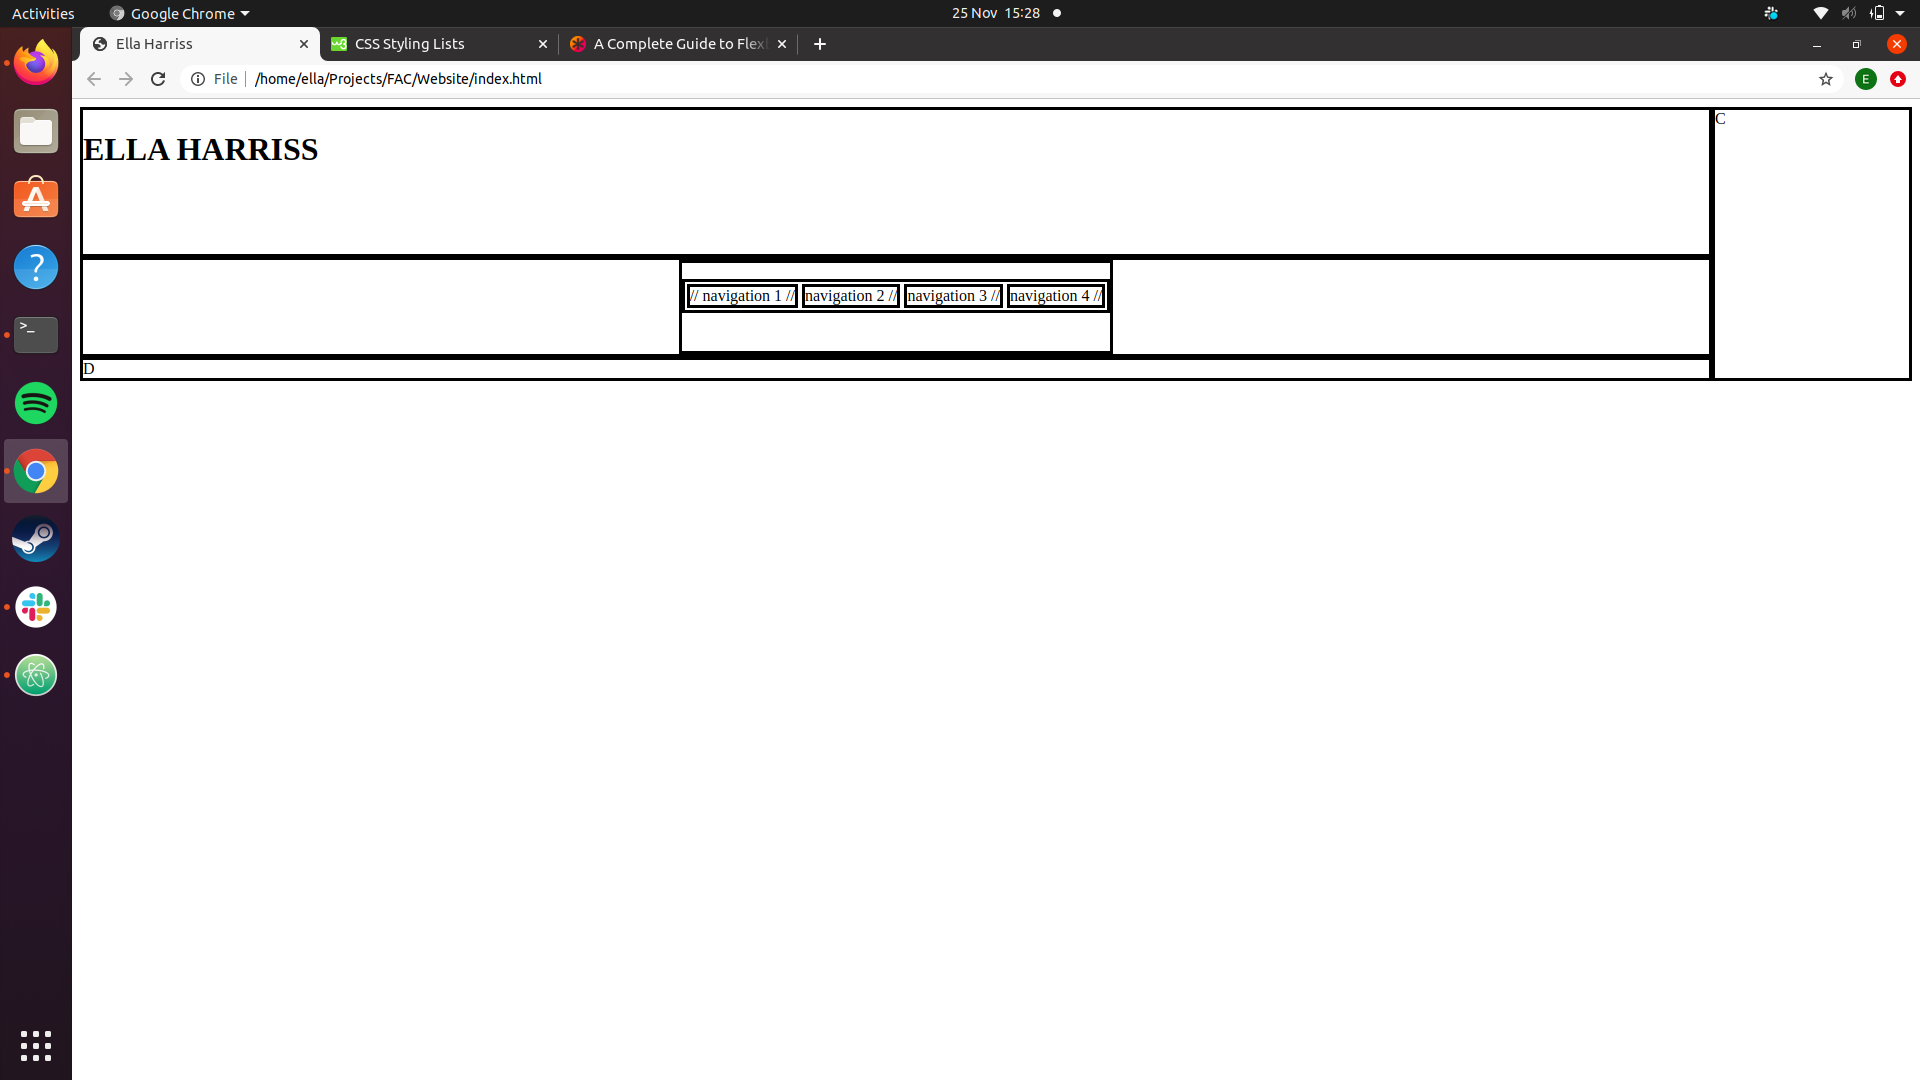 Activities
Google Chrome
25 Nov 15:28
Ella Harriss
CSS Styling Lists
A Complete Guide to Flex
File
/home/ella/Projects/FAC/Website/index.html
E
ELLA HARRISS
C
// navigation 1 //
navigation 2 //
navigation 3 //
navigation 4 //
D